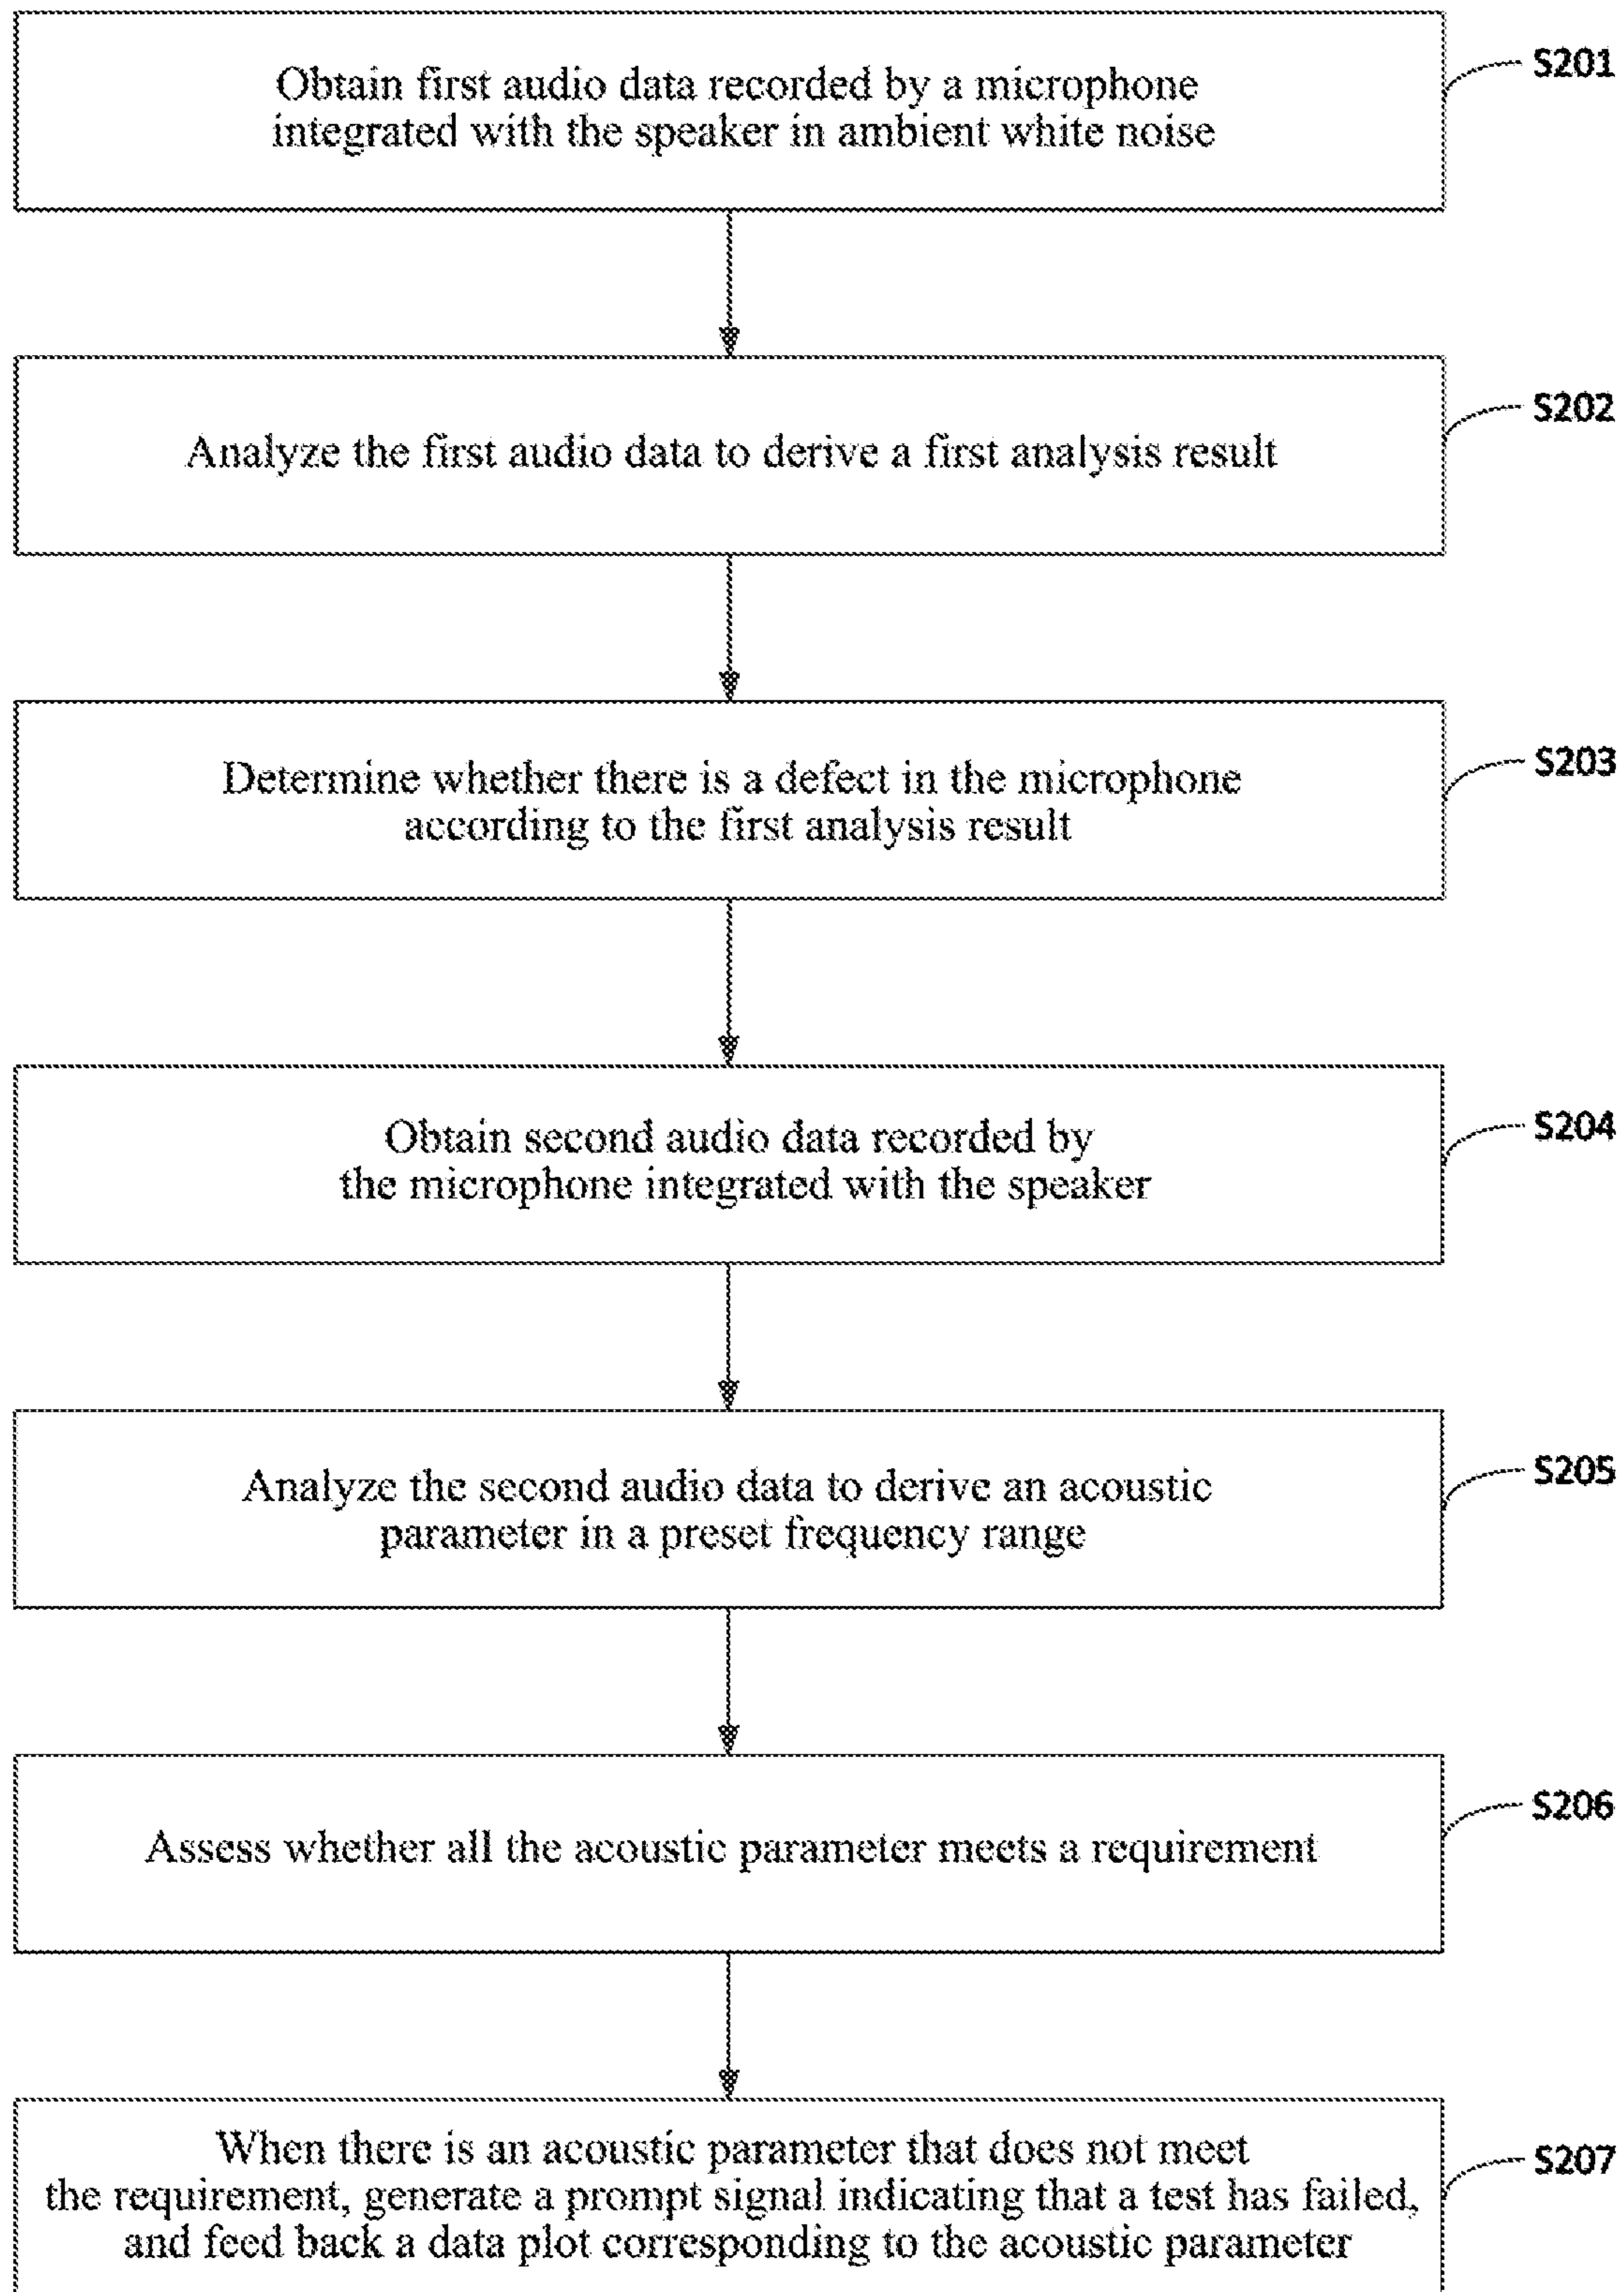 Obtain first audio data recorded by a microphone
integrated with the speaker in ambient white noise
S201
Analyze the first audio data to derive a first analysis result
S202
Determine whether there is a defect in the microphone
according to the first analysis result
S203
Obtain second audio data recorded by
the microphone integrated with the speaker
S204
Analyze the second audio data to derive an acoustic
parameter in a preset frequency range
S205
Assess whether all the acoustic parameter meets a requirement
S206
When there is an acoustic parameter that does not meet
the requirement, generate a prompt signal indicating that a test has failed,
and feed back a data plot corresponding to the acoustic parameter
S207